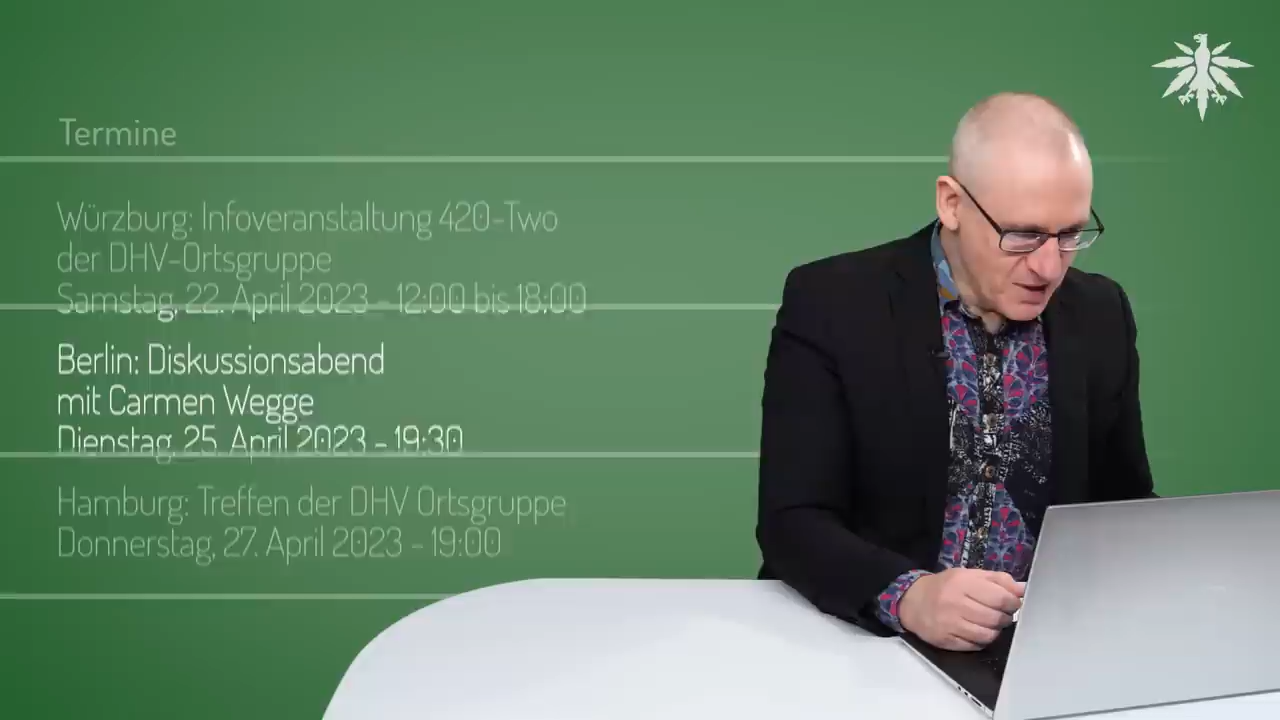 Termine
Würzburg: Infoveranstaltung 420-Two
der DHV-Ortsgruppe
Samstag, 22. April 2023 - 12:00 bis 18:00
Berlin: Diskussionsabend
mit Carmen Wegge
Dienstag, 25. April 2023 - 19:30
Hamburg: Treffen der DHV Ortsgruppe
Donnerstag, 27. April 2023 - 19:00